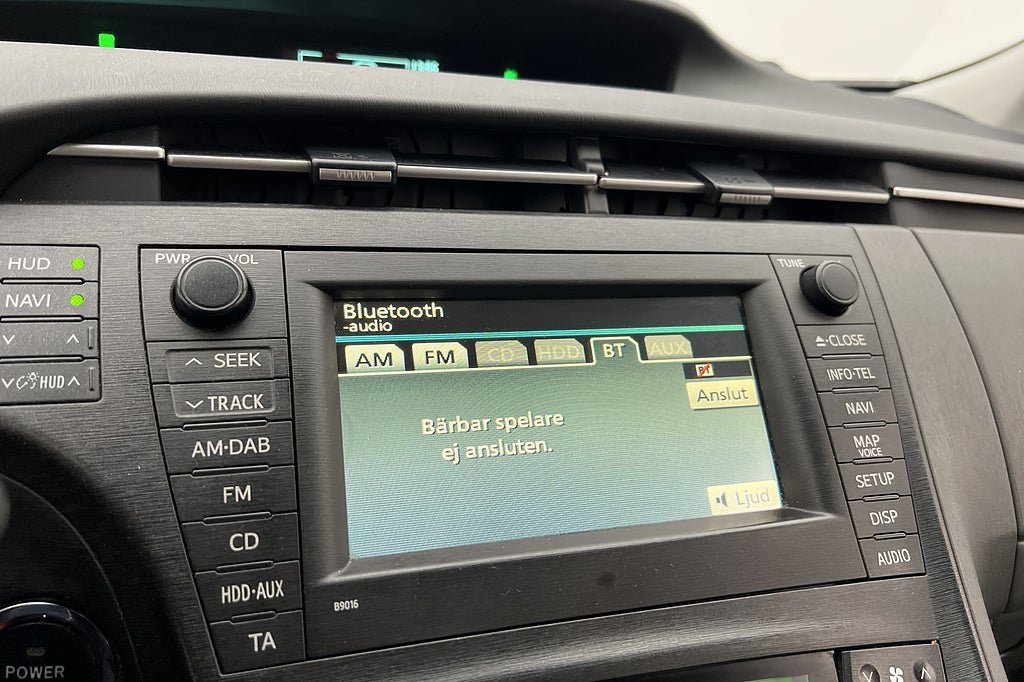 HUD
NAVI
HUD
PWR VOL
SEEK
TRACK
AM·DAB
FM
CD
HDD·AUX
TA
Bluetooth
-audio
AM FM CD HDD BT AUX
BT
Anslut
Bärbar spelare
ej ansluten.
Ljud
B9016
TUNE
CLOSE
INFO·TEL
NAVI
MAP
VOICE
SETUP
DISP
AUDIO
POWER